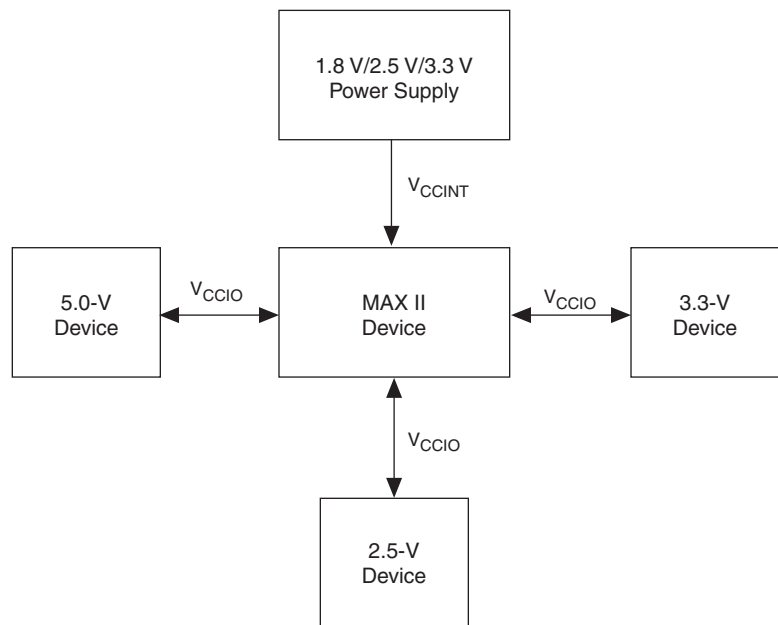 1.8 V/2.5 V/3.3 V
Power Supply
VCCINT
5.0-V
Device
VCCIO
MAX II
Device
VCCIO
3.3-V
Device
VCCIO
2.5-V
Device